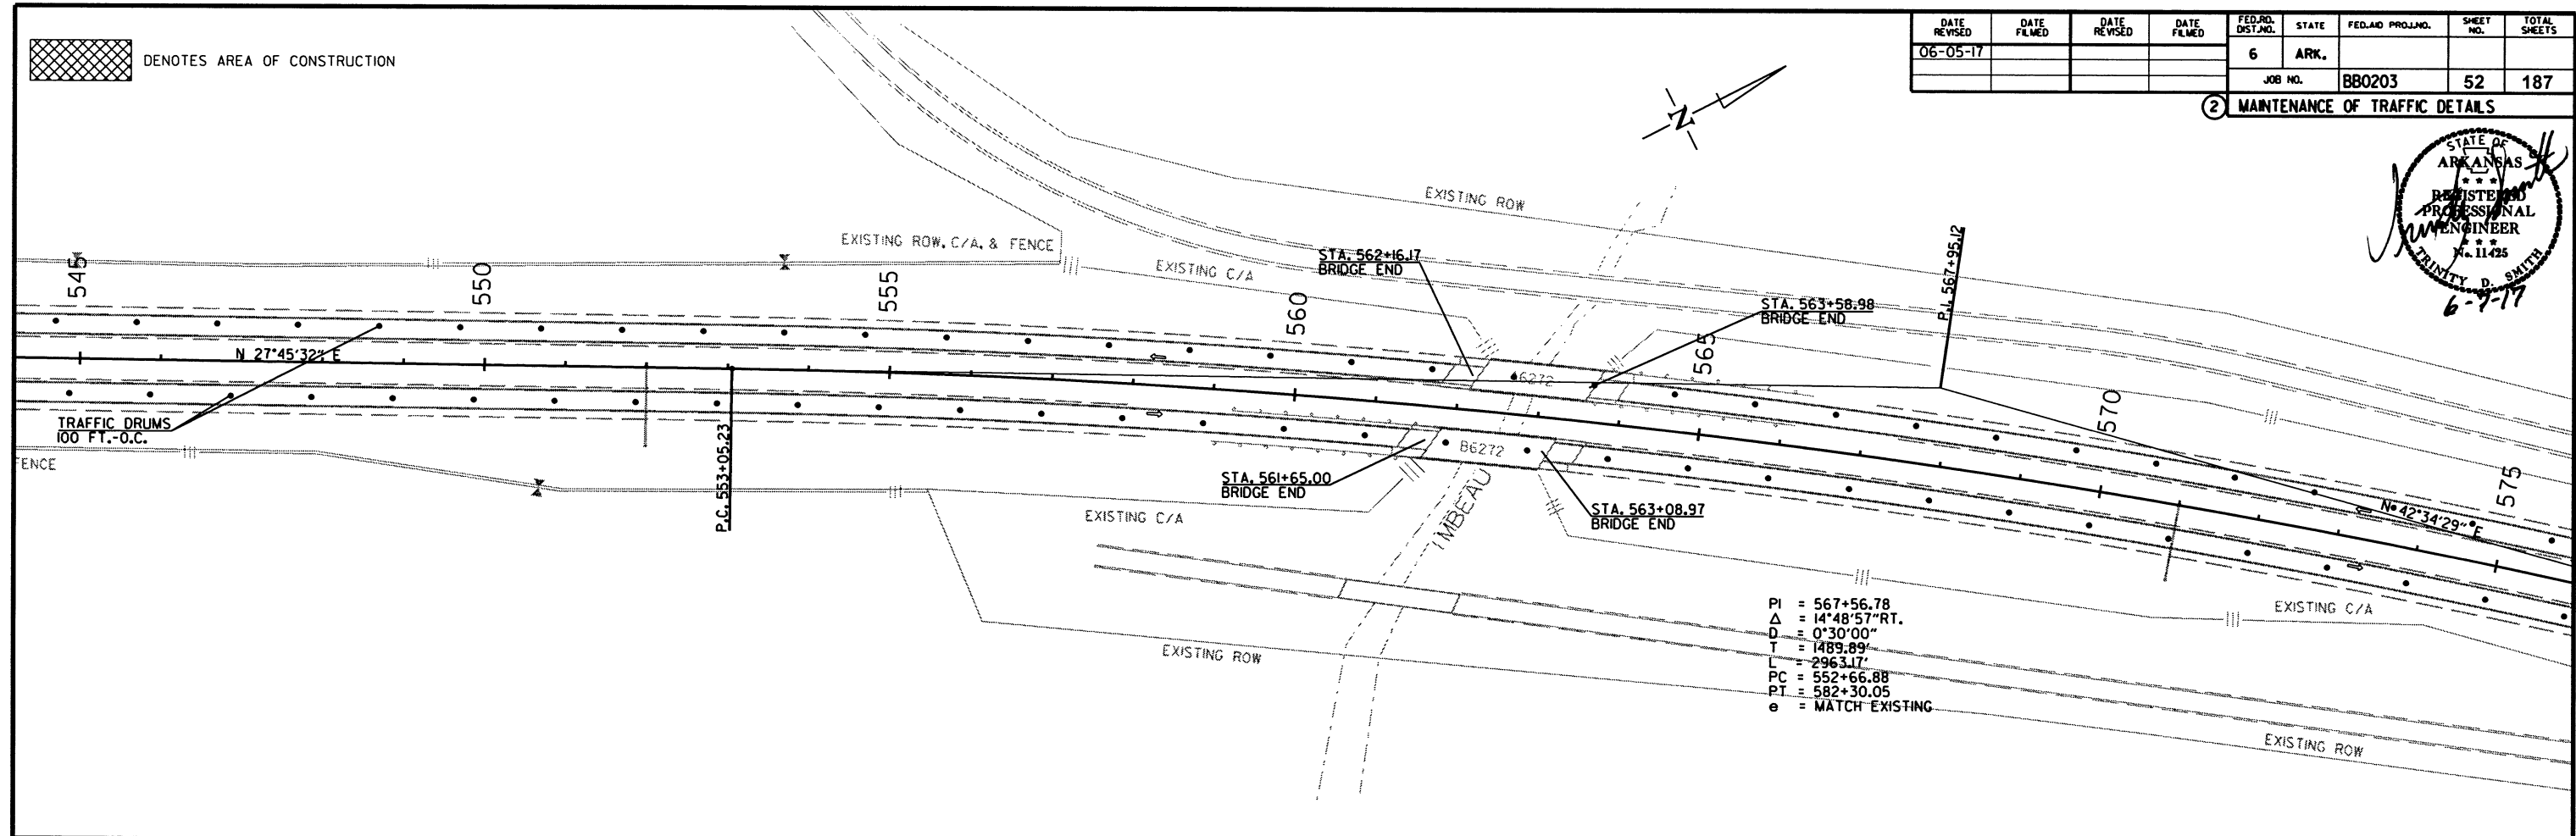 DENOTES AREA OF CONSTRUCTION
DATE REVISED
DATE FILMED
DATE REVISED
DATE FILMED
FED.RD. DIST.NO.
STATE
FED.AID PROJ.NO.
SHEET NO.
TOTAL SHEETS
06-05-17
6
ARK.
JOB NO.
BB0203
52
187
2 MAINTENANCE OF TRAFFIC DETAILS
STATE OF
ARKANSAS
★ ★ ★
REGISTERED
PROFESSIONAL
ENGINEER
★ ★ ★
No. 11425
TRINITY D. SMITH
6-7-17
N
EXISTING ROW
EXISTING ROW, C/A, & FENCE
EXISTING C/A
STA. 562+16.17
BRIDGE END
STA. 563+58.98
BRIDGE END
P.I. 567+95.12
545
550
555
560
565
570
575
N 27°45'32" E
B6272
TRAFFIC DRUMS
100 FT.-O.C.
FENCE
P.C. 553+05.23
B6272
STA. 561+65.00
BRIDGE END
STA. 563+08.97
BRIDGE END
N 42°34'29" E
EXISTING C/A
IMBEAU
EXISTING C/A
EXISTING ROW
EXISTING ROW
PI = 567+56.78
Δ = 14°48'57"RT.
D = 0°30'00"
T = 1489.89'
L = 2963.17'
PC = 552+66.88
PT = 582+30.05
e = MATCH EXISTING